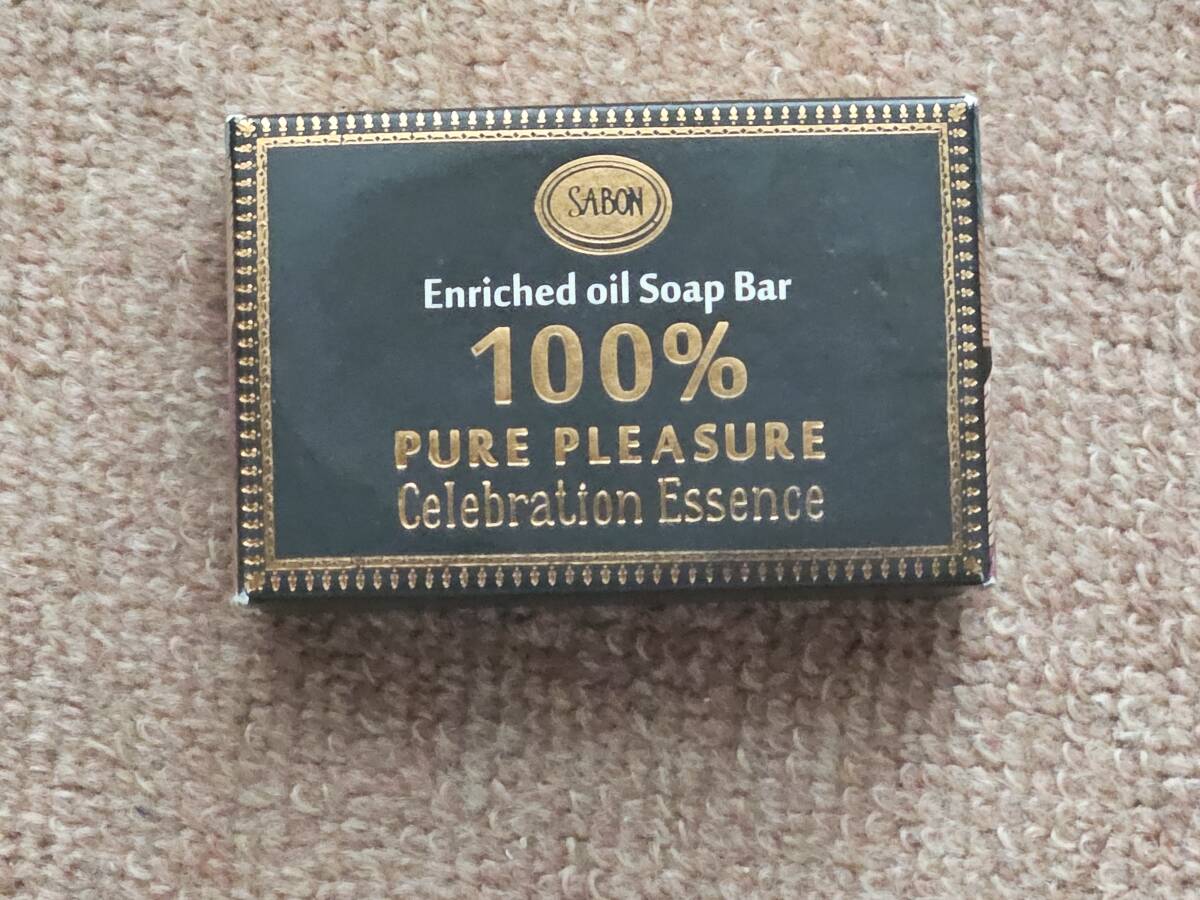 SABON
Enriched oil Soap Bar
100%
PURE PLEASURE
Celebration Essence